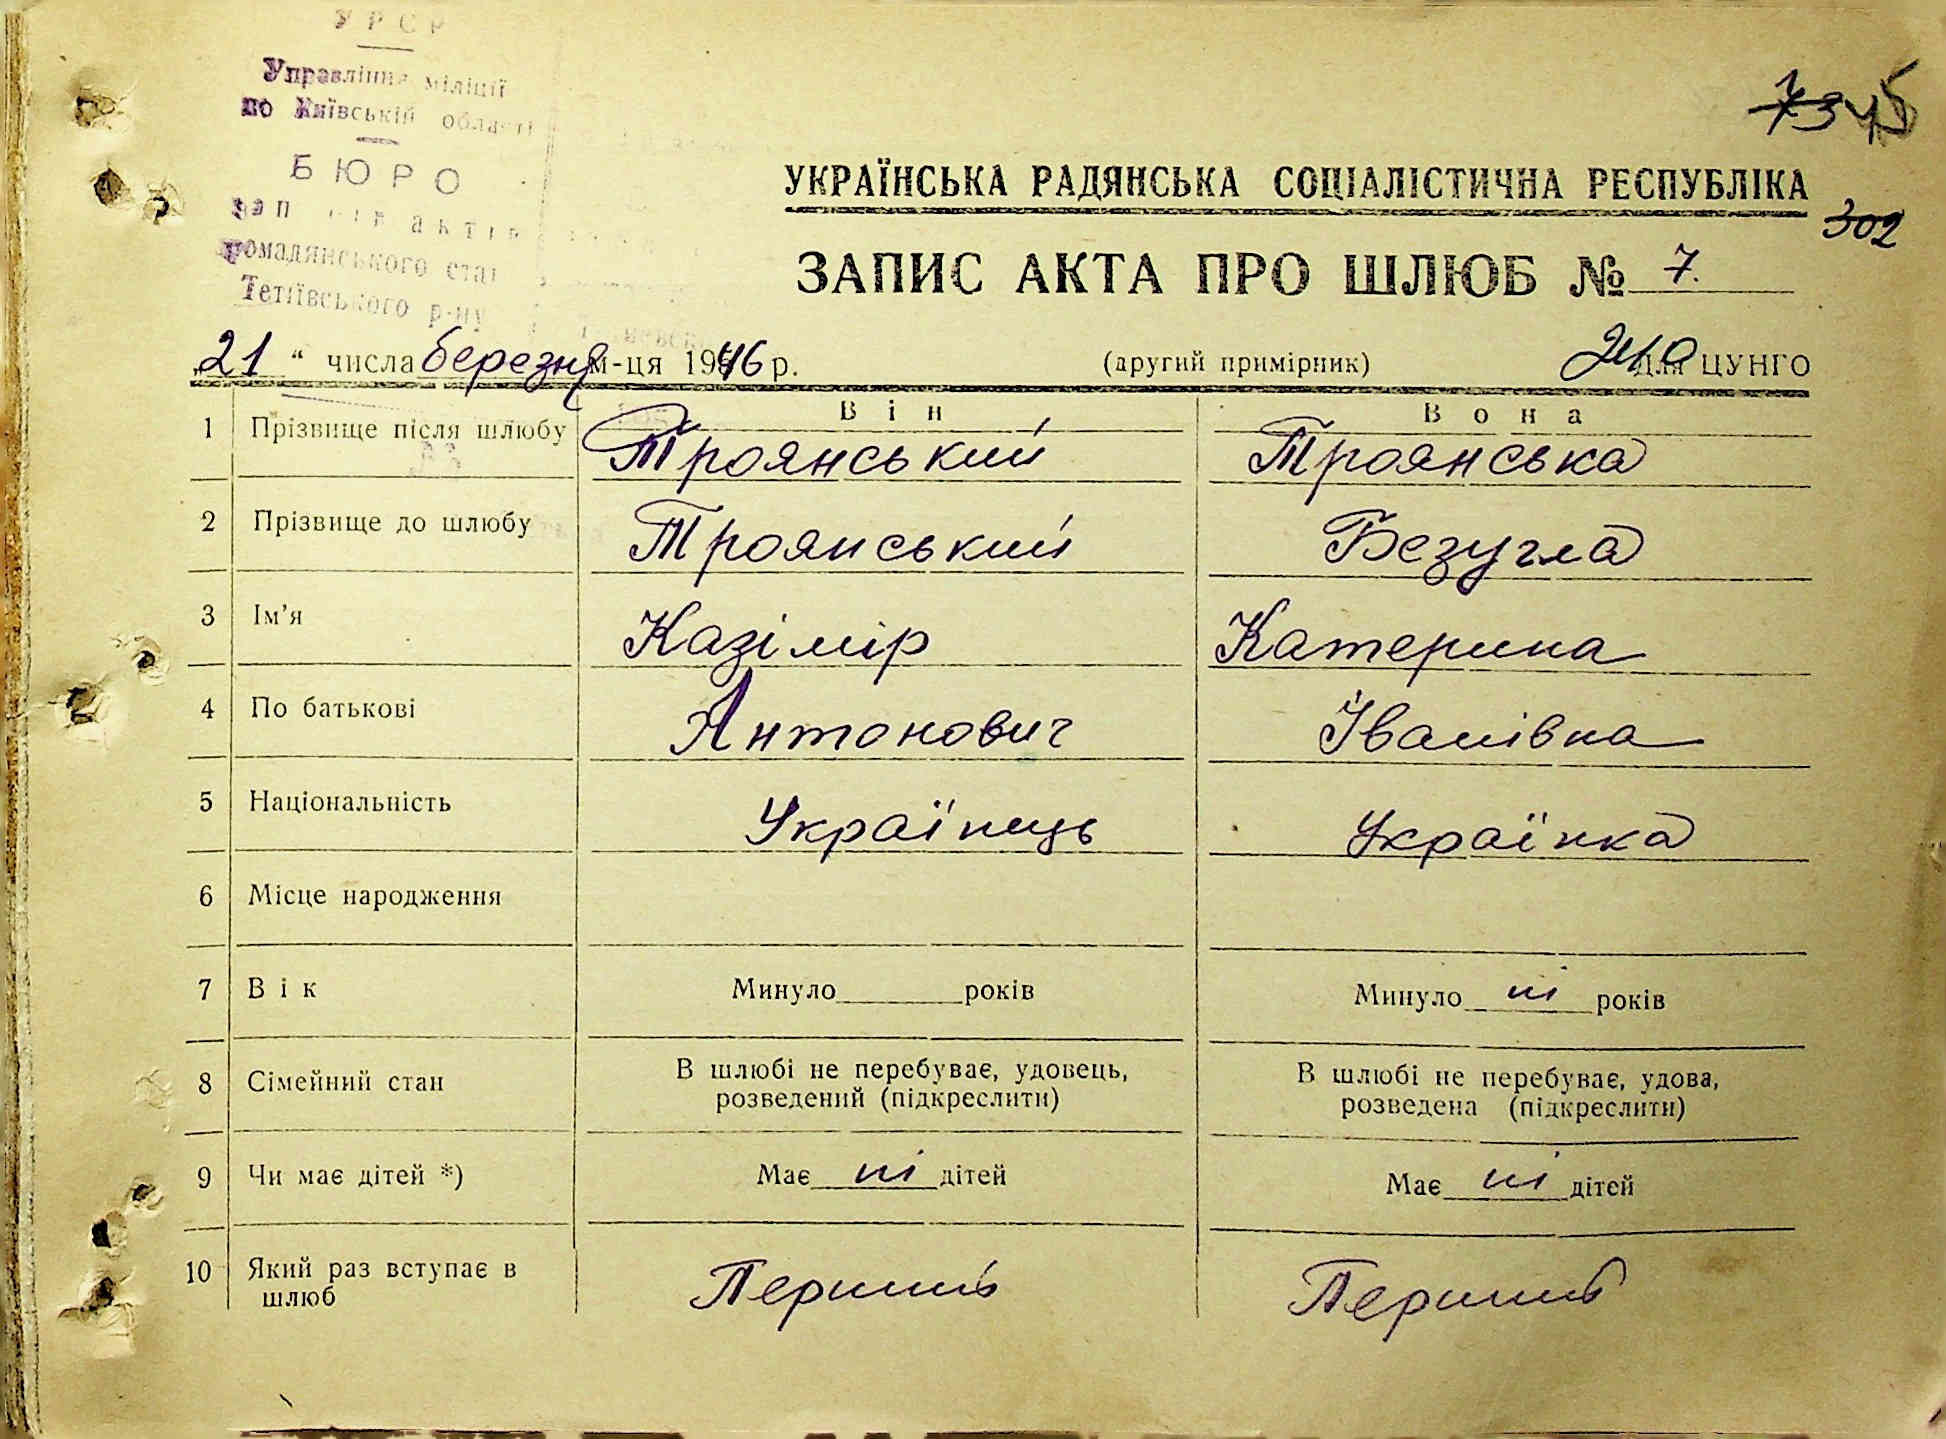 УРСР
Управління міліції
по Київській області
БЮРО
актів
громадянського стану
Тетіївського р-ну
73 45
УКРАЇНСЬКА РАДЯНСЬКА СОЦІАЛІСТИЧНА РЕСПУБЛІКА
302
ЗАПИС АКТА ПРО ШЛЮБ № 7.
„21“ числа березня м-ця 1946 р. (другий примірник) для ЦУНГО
Він Вона
1 Прізвище після шлюбу Троянський Троянська
2 Прізвище до шлюбу Троянський Безугла
3 Ім'я Казімір Катерина
4 По батькові Антонович Іванівна
5 Національність Українець Українка
6 Місце народження
7 Вік Минуло років Минуло ні років
8 Сімейний стан В шлюбі не перебуває, удовець, В шлюбі не перебуває, удова,
розведений (підкреслити) розведена (підкреслити)
9 Чи має дітей *) Має ні дітей Має ні дітей
10 Який раз вступає в Перший Перший
шлюб